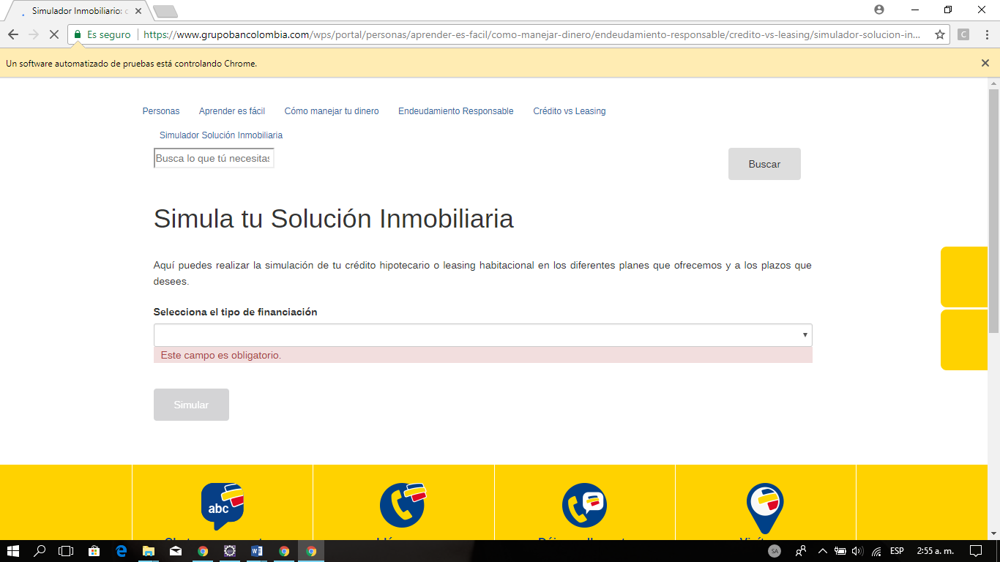 Simulador Inmobiliario: c
Es seguro
https://www.grupobancolombia.com/wps/portal/personas/aprender-es-facil/como-manejar-dinero/endeudamiento-responsable/credito-vs-leasing/simulador-solucion-in...
C
Un software automatizado de pruebas está controlando Chrome.
Personas Aprender es fácil Cómo manejar tu dinero Endeudamiento Responsable Crédito vs Leasing
Simulador Solución Inmobiliaria
Busca lo que tú necesitas
Buscar
Simula tu Solución Inmobiliaria
Aquí puedes realizar la simulación de tu crédito hipotecario o leasing habitacional en los diferentes planes que ofrecemos y a los plazos que
desees.
Selecciona el tipo de financiación
Este campo es obligatorio.
Simular
abc
SA
ESP
2:55 a. m.